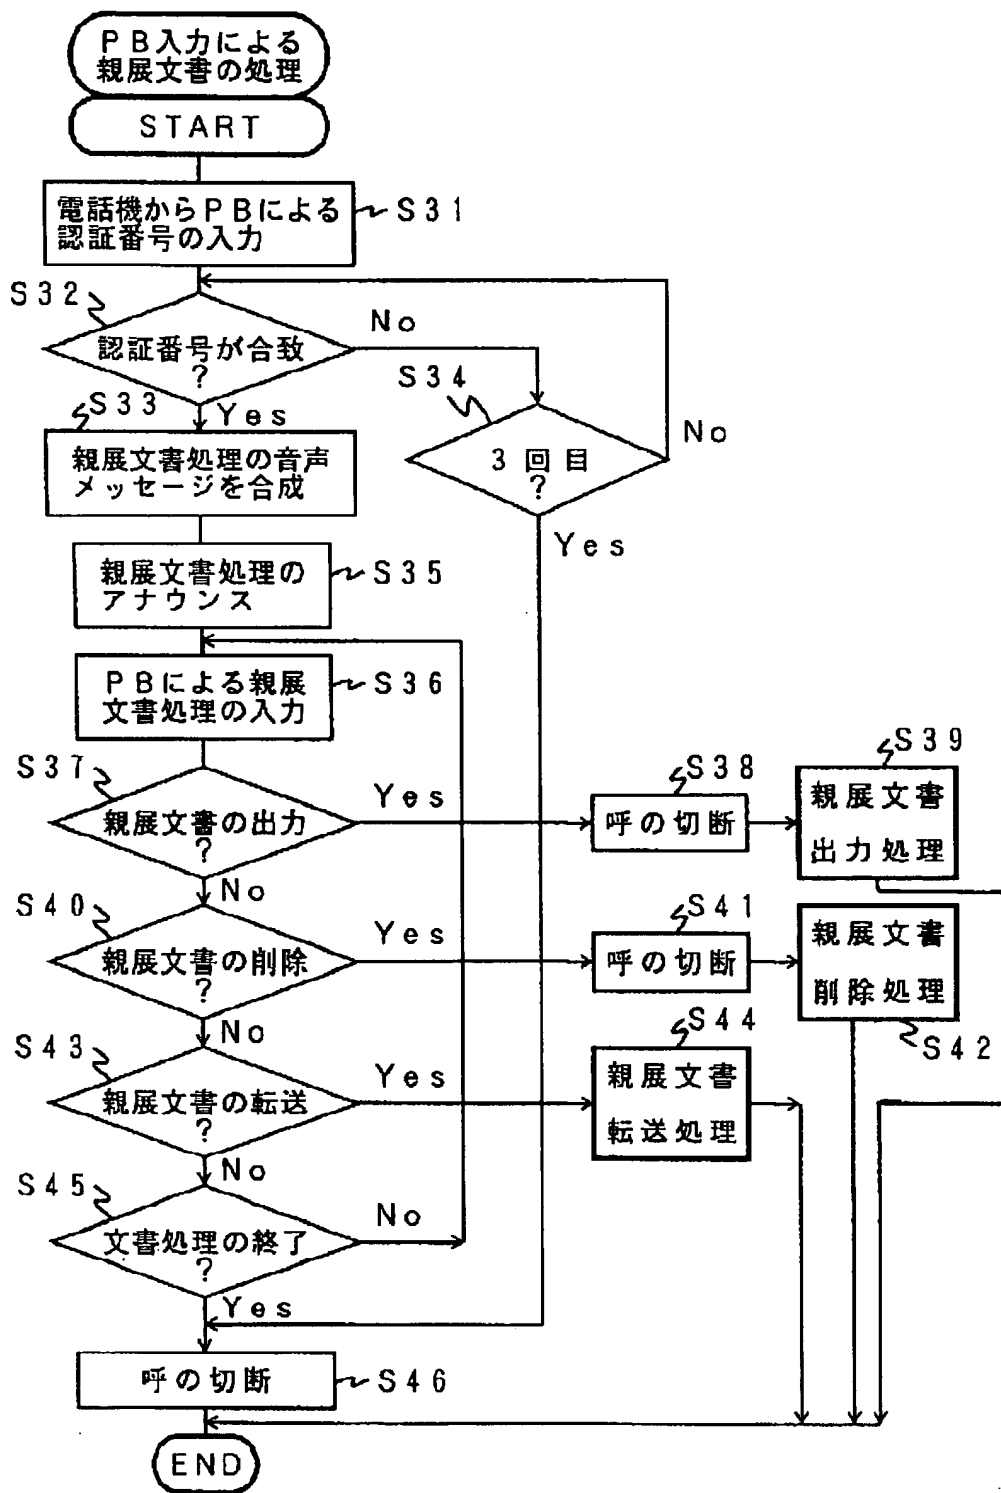 PB入力による
親展文書の処理
START
電話機からPBによる
認証番号の入力
S31
S32
認証番号が合致
?
No
S34
3回目
?
No
Yes
S33
Yes
親展文書処理の音声
メッセージを合成
親展文書処理の
アナウンス
S35
PBによる親展
文書処理の入力
S36
S37
親展文書の出力
?
Yes
No
S38
呼の切断
S39
親展文書
出力処理
S40
親展文書の削除
?
Yes
No
S41
呼の切断
親展文書
削除処理
S42
S43
親展文書の転送
?
Yes
No
S44
親展文書
転送処理
S45
文書処理の終了
?
No
Yes
呼の切断
S46
END